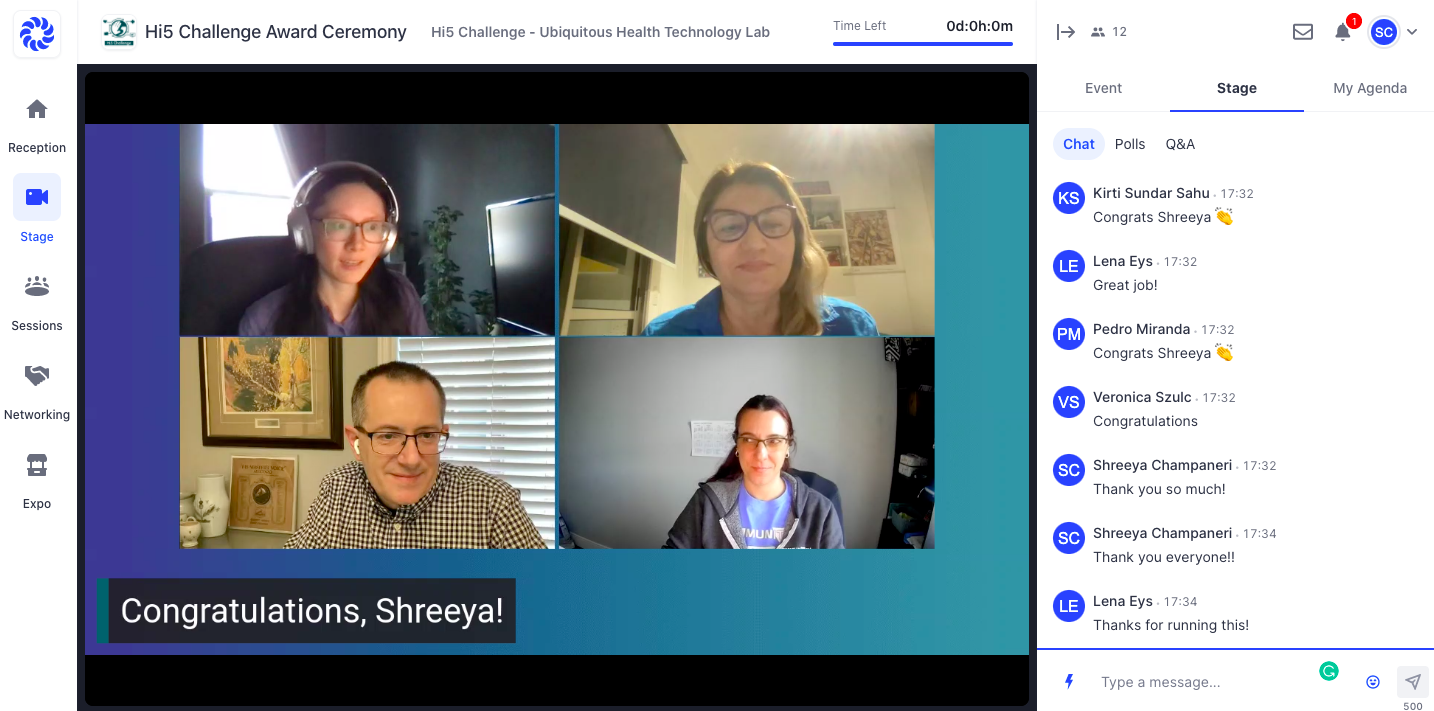 Hi5 Challenge Award Ceremony
Hi5 Challenge - Ubiquitous Health Technology Lab
Time Left
0d:0h:0m
12
1
SC
Reception
Stage
Sessions
Networking
Expo
Congratulations, Shreeya!
Event
Stage
My Agenda
Chat
Polls
Q&A
KS
Kirti Sundar Sahu · 17:32
Congrats Shreeya 👏
LE
Lena Eys · 17:32
Great job!
PM
Pedro Miranda · 17:32
Congrats Shreeya 👏
VS
Veronica Szulc · 17:32
Congratulations
SC
Shreeya Champaneri · 17:32
Thank you so much!
SC
Shreeya Champaneri · 17:34
Thank you everyone!!
LE
Lena Eys · 17:34
Thanks for running this!
Type a message...
500